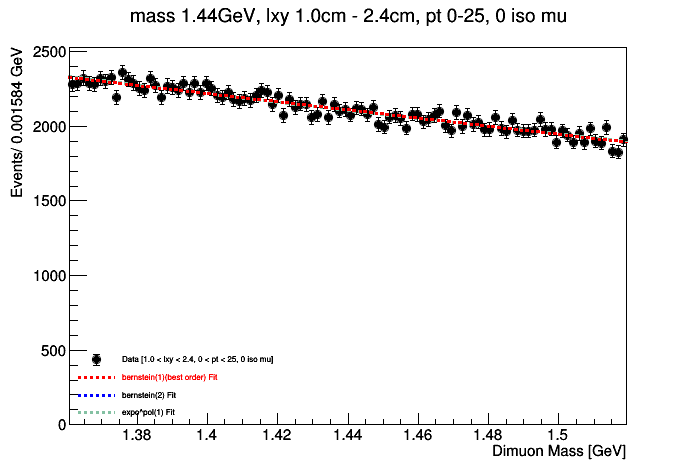 mass 1.44GeV, lxy 1.0cm - 2.4cm, pt 0-25, 0 iso mu
Events/ 0.001584 GeV
2500
2000
1500
1000
500
0
Data [1.0 < lxy < 2.4, 0 < pt < 25, 0 iso mu]
bernstein(1)(best order) Fit
bernstein(2) Fit
expo*pol(1) Fit
1.38 1.4 1.42 1.44 1.46 1.48 1.5
Dimuon Mass [GeV]